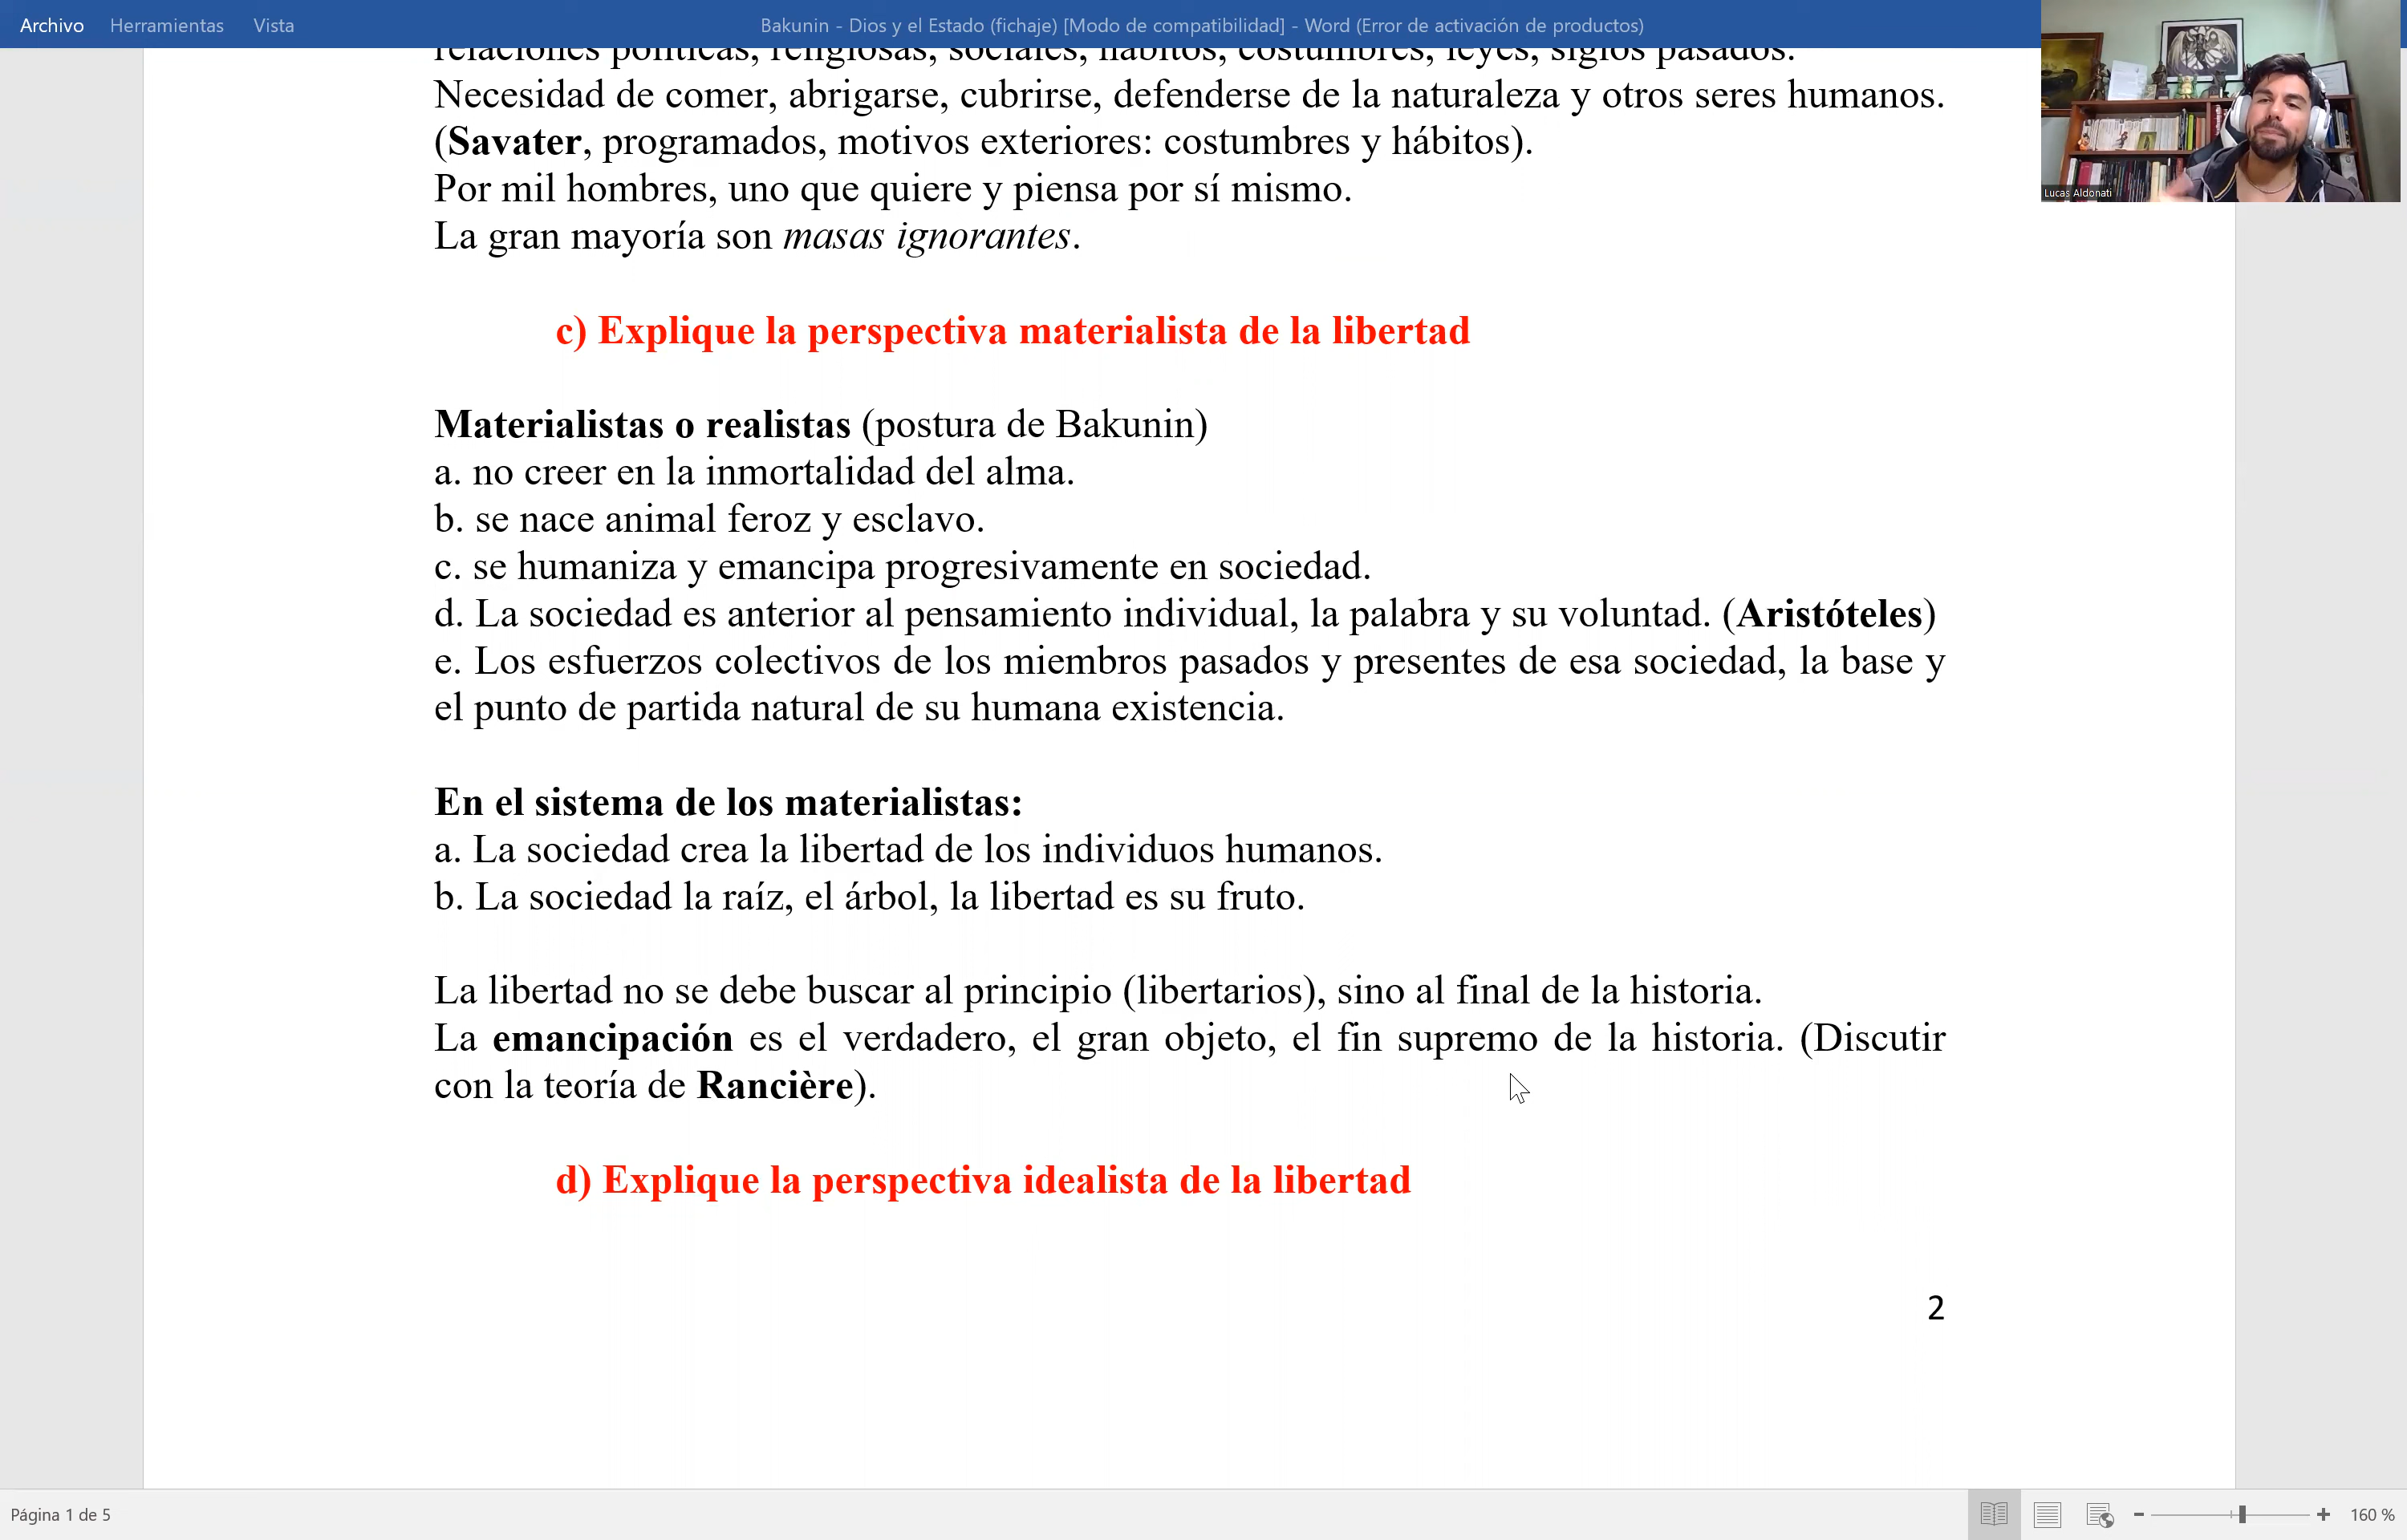 Archivo Herramientas Vista Bakunin - Dios y el Estado (fichaje) [Modo de compatibilidad] - Word (Error de activación de productos)
relaciones políticas, religiosas, sociales, hábitos, costumbres, leyes, siglos pasados.
Necesidad de comer, abrigarse, cubrirse, defenderse de la naturaleza y otros seres humanos.
(Savater, programados, motivos exteriores: costumbres y hábitos).
Lucas Aldonati
Por mil hombres, uno que quiere y piensa por sí mismo.
La gran mayoría son masas ignorantes.
c) Explique la perspectiva materialista de la libertad
Materialistas o realistas (postura de Bakunin)
a. no creer en la inmortalidad del alma.
b. se nace animal feroz y esclavo.
c. se humaniza y emancipa progresivamente en sociedad.
d. La sociedad es anterior al pensamiento individual, la palabra y su voluntad. (Aristóteles)
e. Los esfuerzos colectivos de los miembros pasados y presentes de esa sociedad, la base y
el punto de partida natural de su humana existencia.
En el sistema de los materialistas:
a. La sociedad crea la libertad de los individuos humanos.
b. La sociedad la raíz, el árbol, la libertad es su fruto.
La libertad no se debe buscar al principio (libertarios), sino al final de la historia.
La emancipación es el verdadero, el gran objeto, el fin supremo de la historia. (Discutir
con la teoría de Rancière).
d) Explique la perspectiva idealista de la libertad
2
Página 1 de 5
160 %